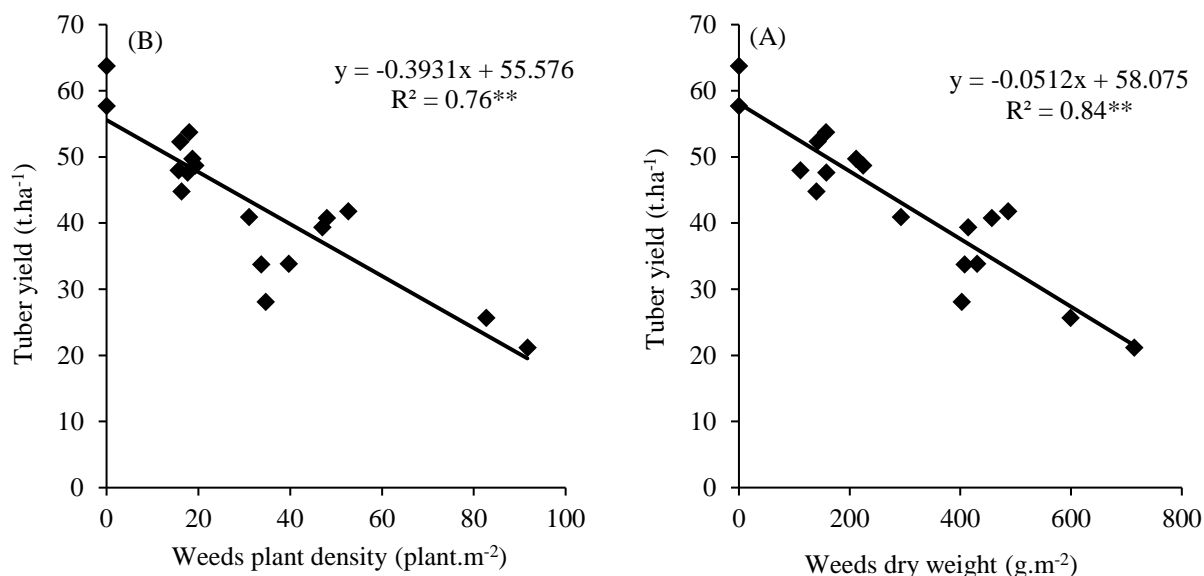 (B)
y = -0.3931x + 55.576
R² = 0.76**
Tuber yield (t.ha⁻¹)
70
60
50
40
30
20
10
0
0 20 40 60 80 100
Weeds plant density (plant.m⁻²)
(A)
y = -0.0512x + 58.075
R² = 0.84**
Tuber yield (t.ha⁻¹)
70
60
50
40
30
20
10
0
0 200 400 600 800
Weeds dry weight (g.m⁻²)